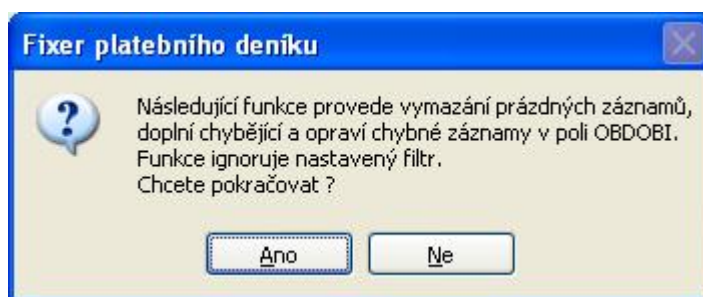 Fixer platebního deníku
Následující funkce provede vymazání prázdných záznamů,
doplní chybějící a opraví chybné záznamy v poli OBDOBI.
Funkce ignoruje nastavený filtr.
Chcete pokračovat ?
Ano
Ne